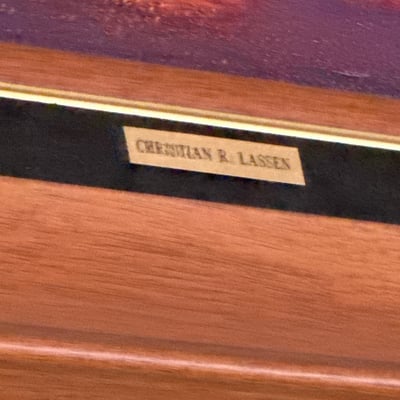 CHRISTIAN R. LASSEN